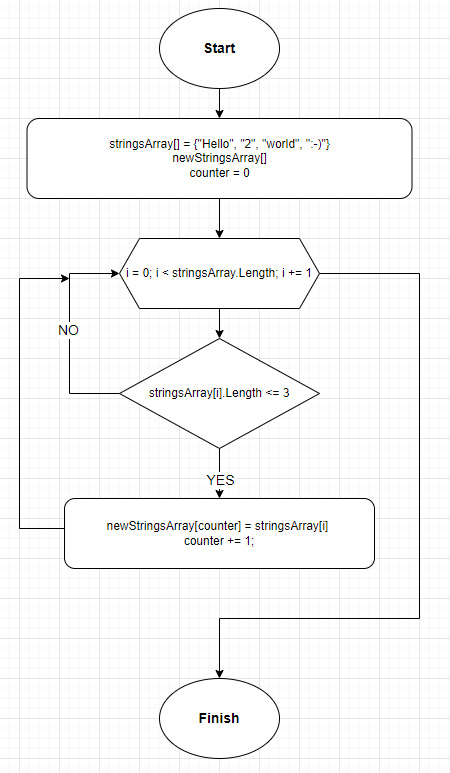 Start
stringsArray[] = {"Hello", "2", "world", ":-)"}
newStringsArray[]
counter = 0
i = 0; i < stringsArray.Length; i += 1
NO
stringsArray[i].Length <= 3
YES
newStringsArray[counter] = stringsArray[i]
counter += 1;
Finish